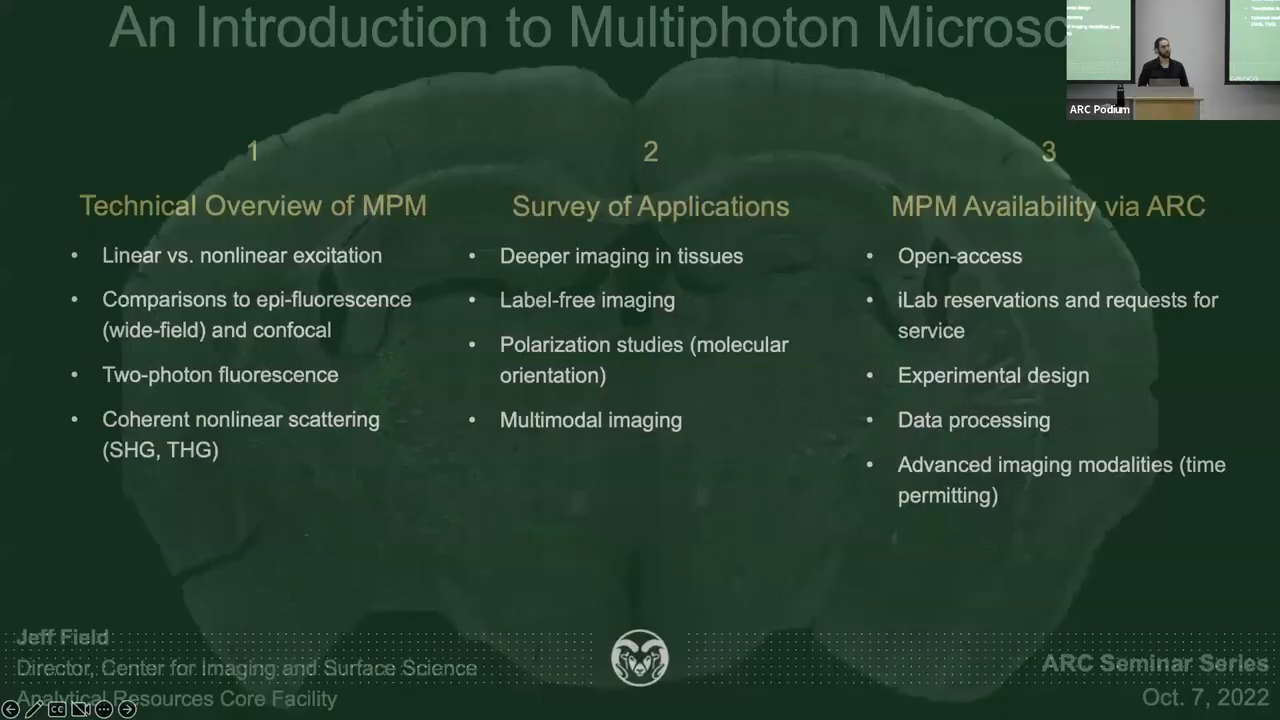 An Introduction to Multiphoton Microsc
ARC Podium
1
Technical Overview of MPM
• Linear vs. nonlinear excitation
• Comparisons to epi-fluorescence
(wide-field) and confocal
• Two-photon fluorescence
• Coherent nonlinear scattering
(SHG, THG)
2
Survey of Applications
• Deeper imaging in tissues
• Label-free imaging
• Polarization studies (molecular
orientation)
• Multimodal imaging
3
MPM Availability via ARC
• Open-access
• iLab reservations and requests for
service
• Experimental design
• Data processing
• Advanced imaging modalities (time
permitting)
Jeff Field
Director, Center for Imaging and Surface Science
Analytical Resources Core Facility
CC
ARC Seminar Series
Oct. 7, 2022